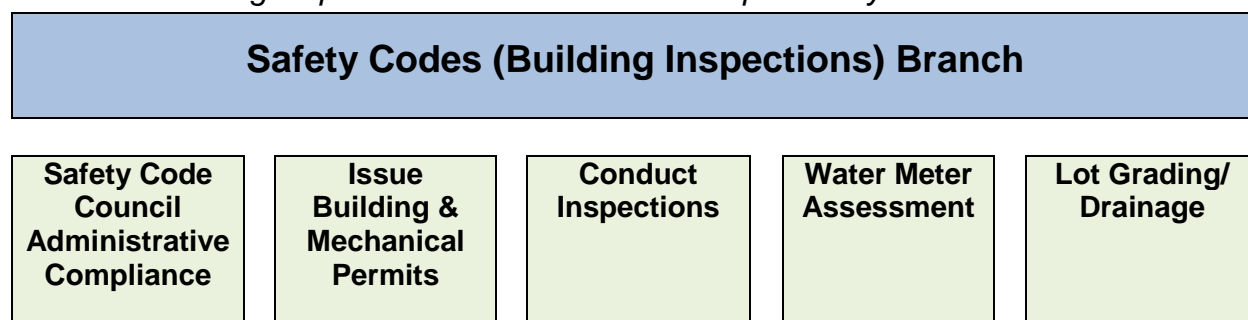 Safety Codes (Building Inspections) Branch
Safety Code
Council
Administrative
Compliance
Issue
Building &
Mechanical
Permits
Conduct
Inspections
Water Meter
Assessment
Lot Grading/
Drainage